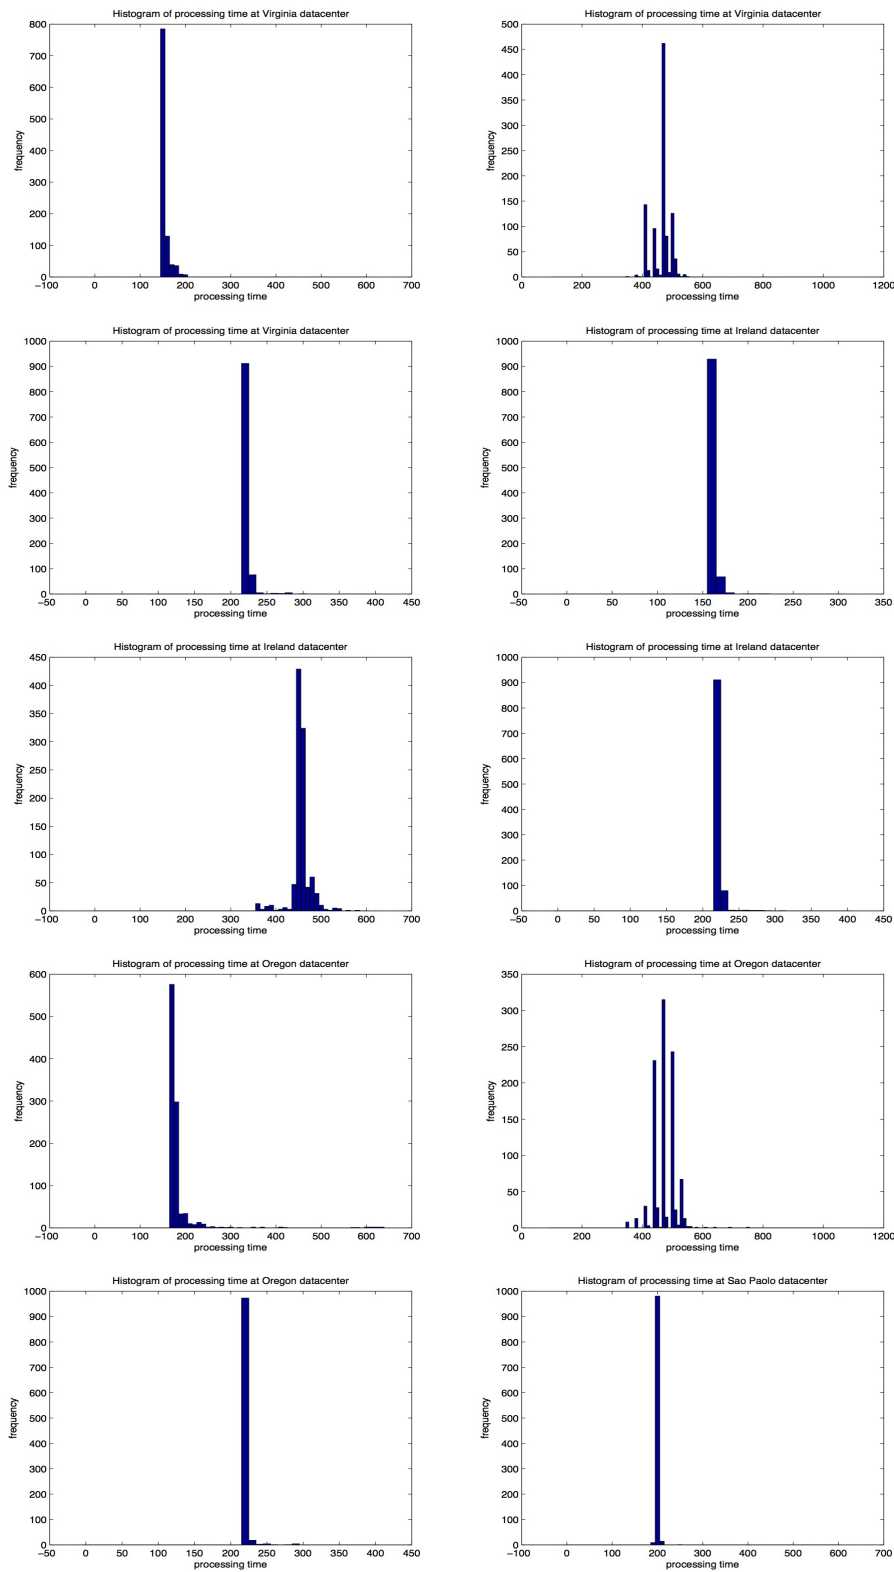 Histogram of processing time at Virginia datacenter
800
700
600
500
400
300
200
100
0
frequency
−100 0 100 200 300 400 500 600 700
processing time
Histogram of processing time at Virginia datacenter
500
450
400
350
300
250
200
150
100
50
0
frequency
0 200 400 600 800 1000 1200
processing time
Histogram of processing time at Virginia datacenter
1000
900
800
700
600
500
400
300
200
100
0
frequency
−50 0 50 100 150 200 250 300 350 400 450
processing time
Histogram of processing time at Ireland datacenter
1000
900
800
700
600
500
400
300
200
100
0
frequency
−50 0 50 100 150 200 250 300 350
processing time
Histogram of processing time at Ireland datacenter
450
400
350
300
250
200
150
100
50
0
frequency
−100 0 100 200 300 400 500 600 700
processing time
Histogram of processing time at Ireland datacenter
1000
900
800
700
600
500
400
300
200
100
0
frequency
−50 0 50 100 150 200 250 300 350 400 450
processing time
Histogram of processing time at Oregon datacenter
600
500
400
300
200
100
0
frequency
−100 0 100 200 300 400 500 600 700
processing time
Histogram of processing time at Oregon datacenter
350
300
250
200
150
100
50
0
frequency
0 200 400 600 800 1000 1200
processing time
Histogram of processing time at Oregon datacenter
1000
900
800
700
600
500
400
300
200
100
0
frequency
−50 0 50 100 150 200 250 300 350 400 450
processing time
Histogram of processing time at Sao Paolo datacenter
1000
900
800
700
600
500
400
300
200
100
0
frequency
−100 0 100 200 300 400 500 600 700
processing time